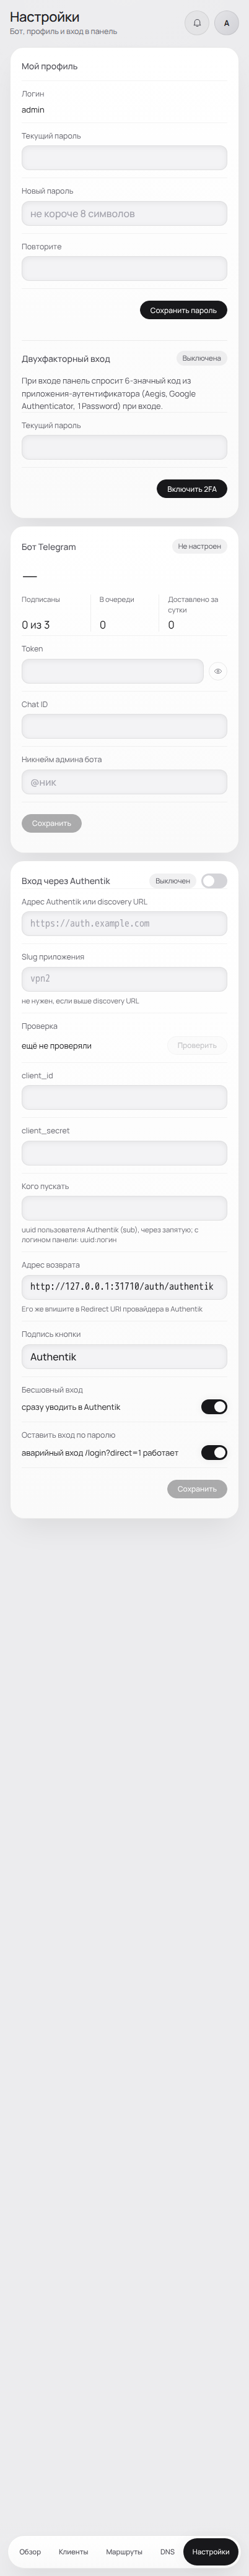 Настройки
Бот, профиль и вход в панель
A
Мой профиль
Логин
admin
Текущий пароль
Новый пароль
не короче 8 символов
Повторите
Сохранить пароль
Двухфакторный вход
Выключена
При входе панель спросит 6-значный код из
приложения-аутентификатора (Aegis, Google
Authenticator, 1Password) при входе.
Текущий пароль
Включить 2FA
Бот Telegram
Не настроен
—
Подписаны
В очереди
Доставлено за
сутки
0 из 3
0
0
Token
Chat ID
Никнейм админа бота
@ник
Сохранить
Вход через Authentik
Выключен
Адрес Authentik или discovery URL
https://auth.example.com
Slug приложения
vpn2
не нужен, если выше discovery URL
Проверка
ещё не проверяли
Проверить
client_id
client_secret
Кого пускать
uuid пользователя Authentik (sub), через запятую; с
логином панели: uuid:логин
Адрес возврата
http://127.0.0.1:31710/auth/authentik
Его же впишите в Redirect URI провайдера в Authentik
Подпись кнопки
Authentik
Бесшовный вход
сразу уводить в Authentik
Оставить вход по паролю
аварийный вход /login?direct=1 работает
Сохранить
Обзор
Клиенты
Маршруты
DNS
Настройки